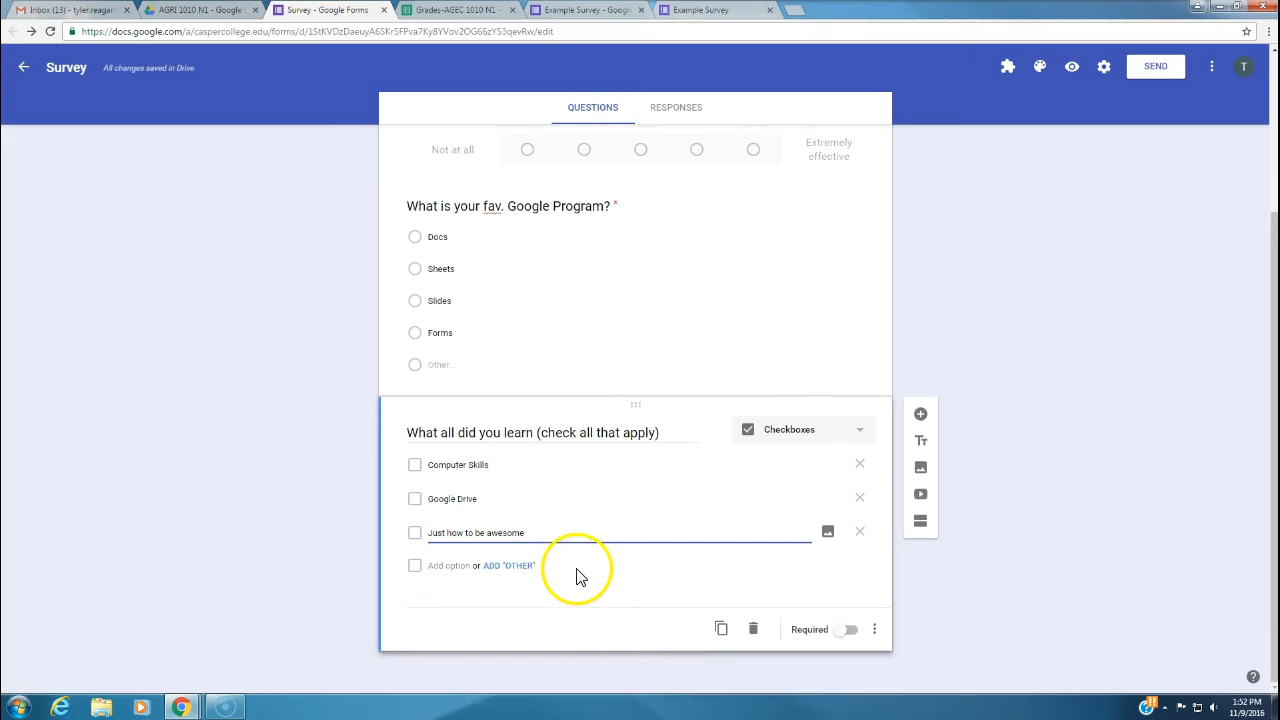 Inbox (13) - tyler.reagan
AGRI 1010 N1 - Google
Survey - Google Forms
Grades-AGEC 1010 N1 -
Example Survey - Google
Example Survey
https://docs.google.com/a/caspercollege.edu/forms/d/1StKVDzDaeuyA6SKr5FPva7Ky8YVov2OG66zYS3qevRw/edit
Survey
All changes saved in Drive
SEND
T
QUESTIONS
RESPONSES
Not at all
Extremely
effective
What is your fav. Google Program? *
Docs
Sheets
Slides
Forms
Other...
What all did you learn (check all that apply)
Checkboxes
Computer Skills
Google Drive
Just how to be awesome
Add option or ADD "OTHER"
Required
1:52 PM
11/9/2016